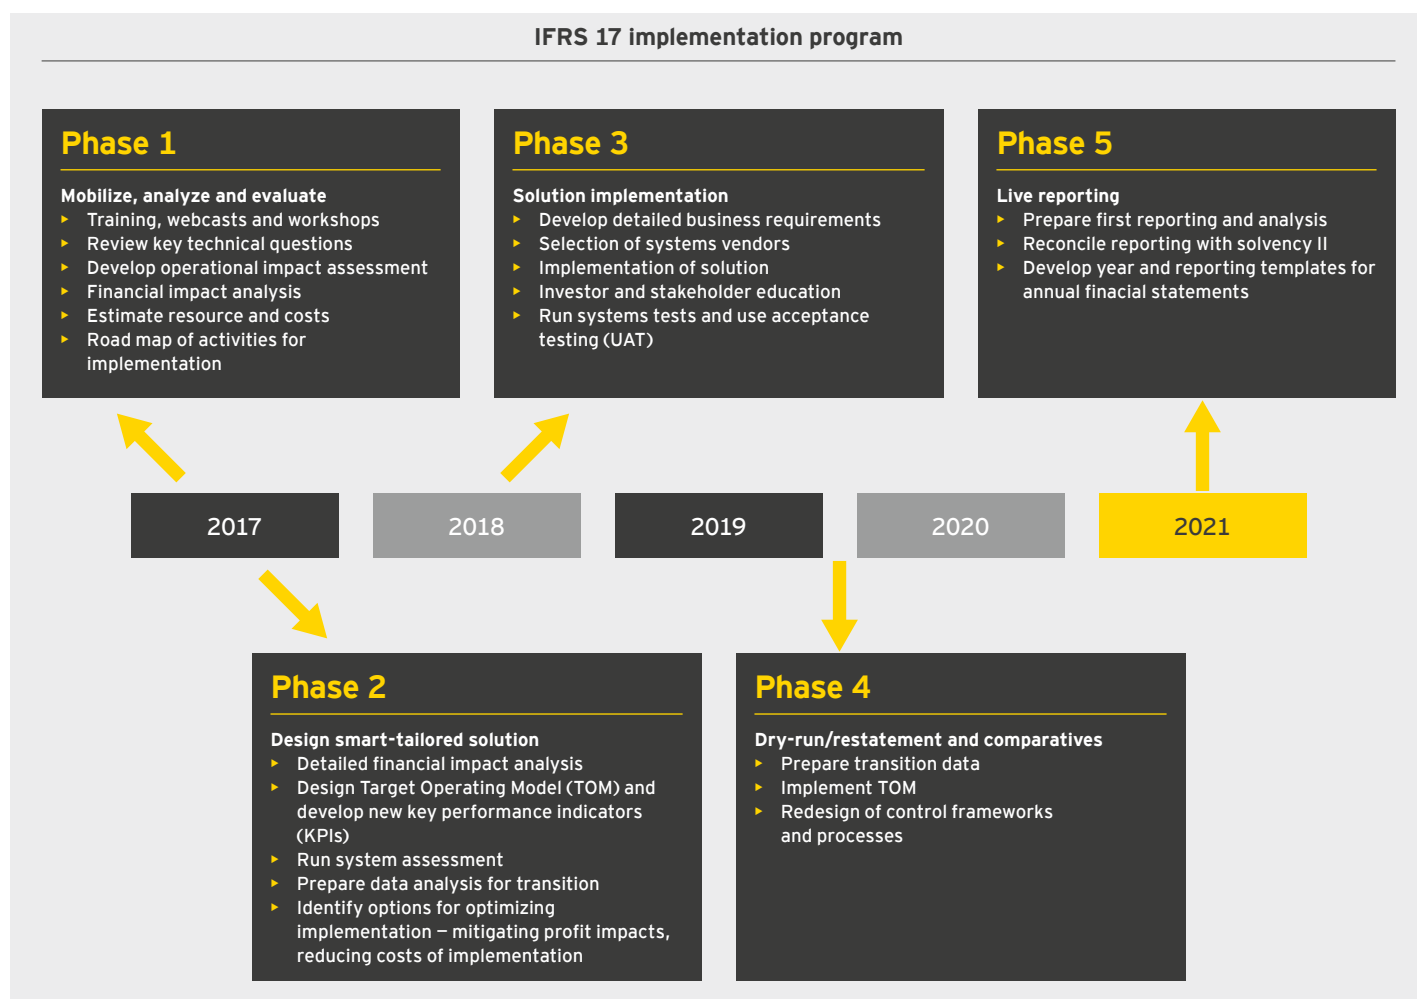 IFRS 17 implementation program
Phase 1
Mobilize, analyze and evaluate
Training, webcasts and workshops
Review key technical questions
Develop operational impact assessment
Financial impact analysis
Estimate resource and costs
Road map of activities for
implementation
Phase 3
Solution implementation
Develop detailed business requirements
Selection of systems vendors
Implementation of solution
Investor and stakeholder education
Run systems tests and use acceptance
testing (UAT)
Phase 5
Live reporting
Prepare first reporting and analysis
Reconcile reporting with solvency II
Develop year and reporting templates for
annual finacial statements
2017
2018
2019
2020
2021
Phase 2
Design smart-tailored solution
Detailed financial impact analysis
Design Target Operating Model (TOM) and
develop new key performance indicators
(KPIs)
Run system assessment
Prepare data analysis for transition
Identify options for optimizing
implementation – mitigating profit impacts,
reducing costs of implementation
Phase 4
Dry-run/restatement and comparatives
Prepare transition data
Implement TOM
Redesign of control frameworks
and processes